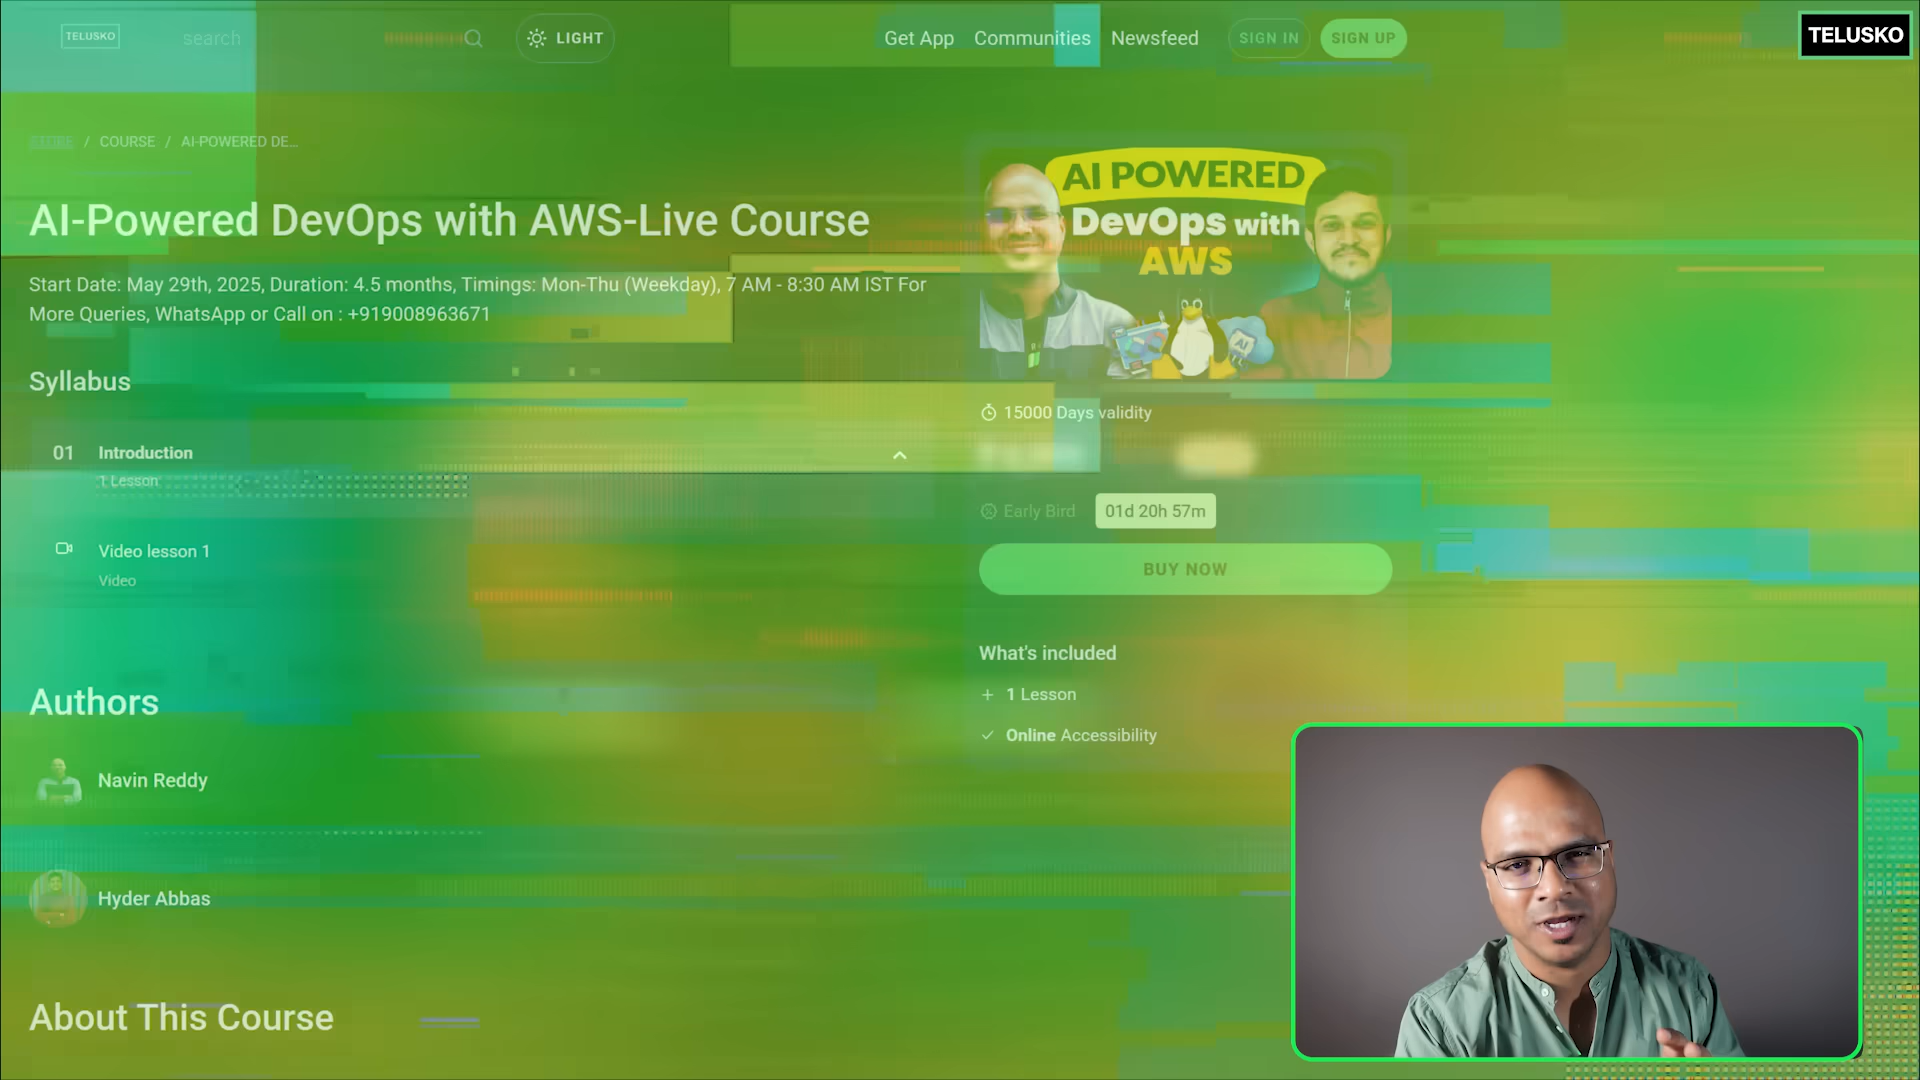 TELUSKO
search
LIGHT
Get App
Communities
Newsfeed
SIGN IN
SIGN UP
TELUSKO
STORE / COURSE / AI-POWERED DE...
AI-Powered DevOps with AWS-Live Course
Start Date: May 29th, 2025, Duration: 4.5 months, Timings: Mon-Thu (Weekday), 7 AM - 8:30 AM IST For
More Queries, WhatsApp or Call on : +919008963671
Syllabus
01 Introduction
1 Lesson
Video lesson 1
Video
Authors
Navin Reddy
Hyder Abbas
About This Course
AI POWERED
DevOps with
AWS
AI
15000 Days validity
Early Bird 01d 20h 57m
BUY NOW
What's included
1 Lesson
Online Accessibility